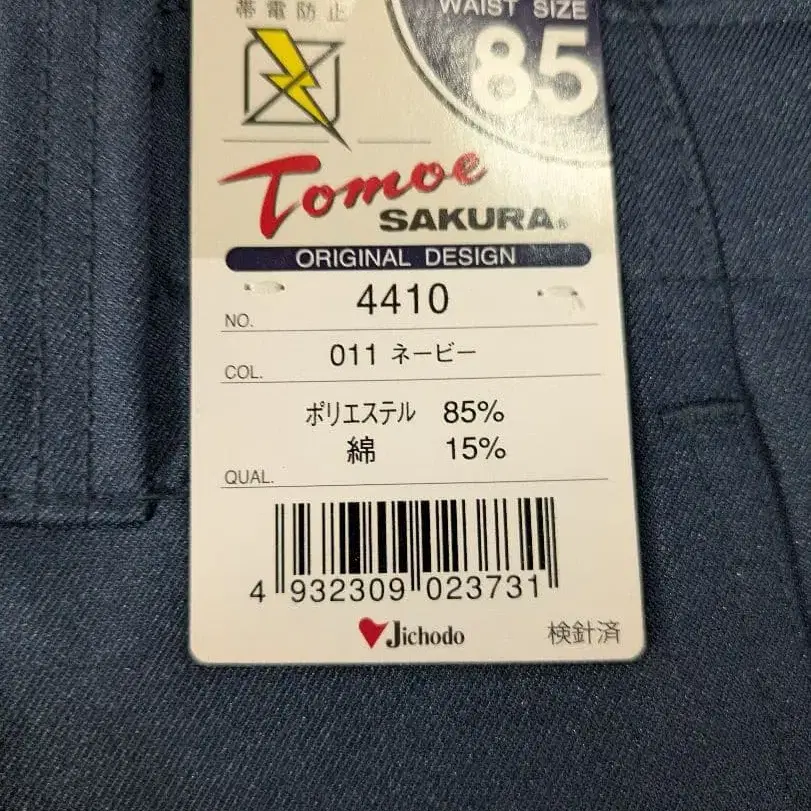 帯電防止
WAIST SIZE
85
Tomoe
SAKURA®
ORIGINAL DESIGN
NO. 4410
COL. 011 ネービー
ポリエステル 85%
綿 15%
QUAL.
4 932309 023731
Jichodo 検針済